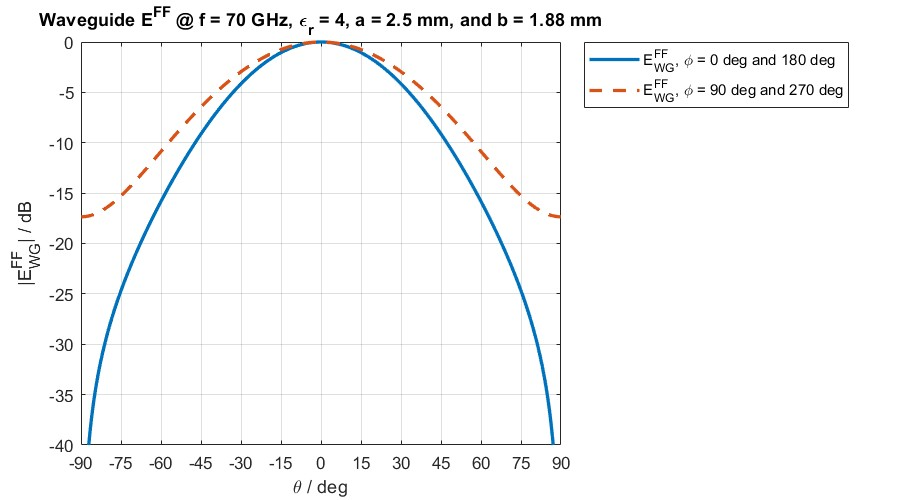 Waveguide E^FF @ f = 70 GHz, ϵ_r = 4, a = 2.5 mm, and b = 1.88 mm
E^FF_WG, ϕ = 0 deg and 180 deg
E^FF_WG, ϕ = 90 deg and 270 deg
|E^FF_WG| / dB
0
-5
-10
-15
-20
-25
-30
-35
-40
-90 -75 -60 -45 -30 -15 0 15 30 45 60 75 90
θ / deg